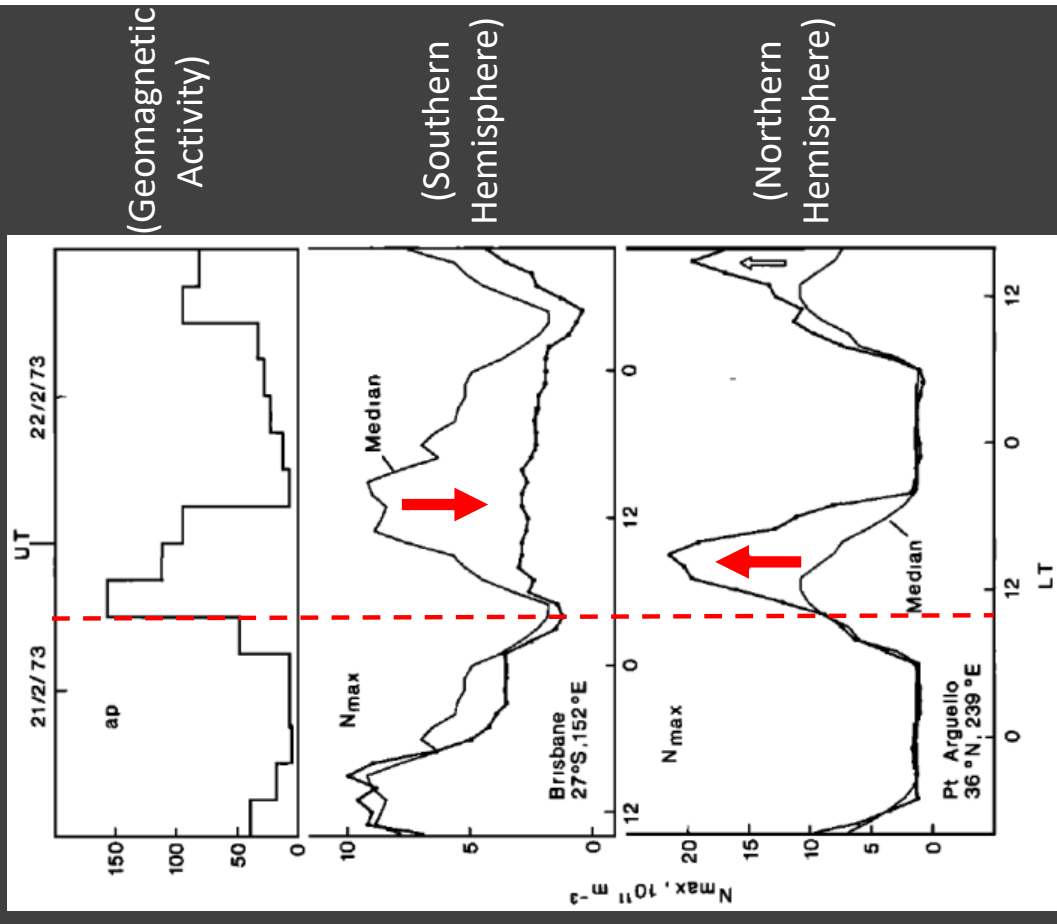 (Geomagnetic
Activity)
(Southern
Hemisphere)
(Northern
Hemisphere)
21/2/73
UT
22/2/73
ap
150
100
50
0
Nmax
Median
Brisbane
27°S, 152°E
10
5
0
12
0
12
0
Nmax
Median
Pt Arguello
36°N, 239°E
20
15
10
5
0
0
12
0
12
LT
Nmax, 10¹¹ m⁻³